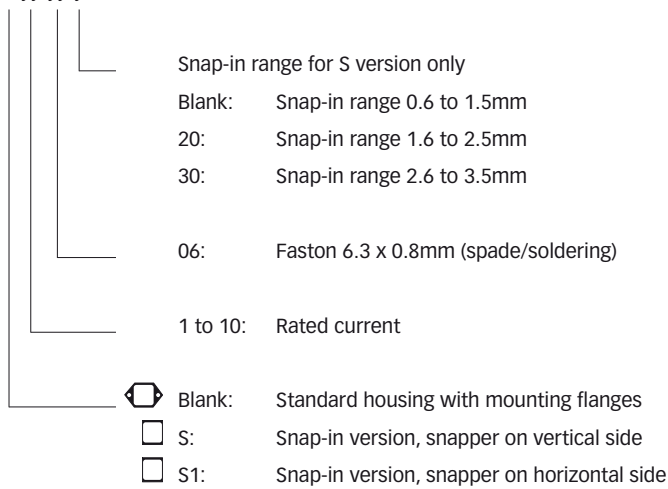 Snap-in range for S version only
Blank: Snap-in range 0.6 to 1.5mm
20: Snap-in range 1.6 to 2.5mm
30: Snap-in range 2.6 to 3.5mm
06: Faston 6.3 x 0.8mm (spade/soldering)
1 to 10: Rated current
Blank: Standard housing with mounting flanges
S: Snap-in version, snapper on vertical side
S1: Snap-in version, snapper on horizontal side